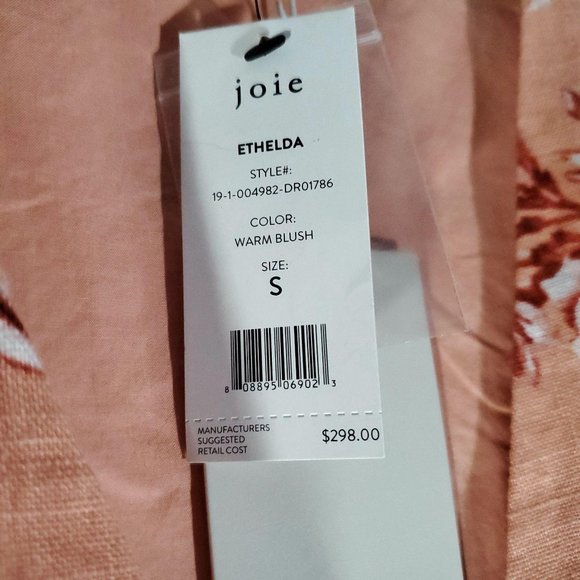 joie
ETHELDA
STYLE#:
19-1-004982-DR01786
COLOR:
WARM BLUSH
SIZE:
S
8 08895 06902 3
MANUFACTURERS
SUGGESTED
RETAIL COST
$298.00